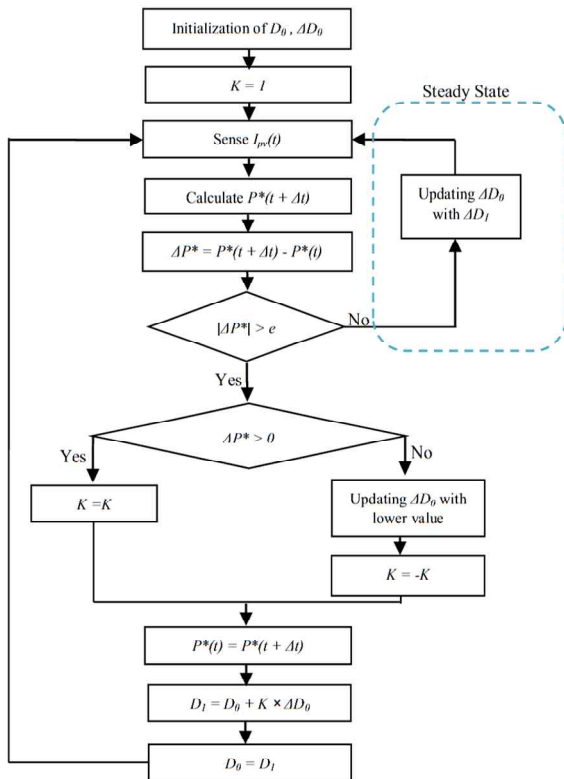 Initialization of D₀ , ΔD₀
K = 1
Steady State
Sense Iₚᵥ(t)
Calculate P*(t + Δt)
Updating ΔD₀
with ΔD₁
ΔP* = P*(t + Δt) - P*(t)
|ΔP*| > e
No
Yes
ΔP* > 0
Yes
No
K =K
Updating ΔD₀ with
lower value
K = -K
P*(t) = P*(t + Δt)
D₁ = D₀ + K × ΔD₀
D₀ = D₁